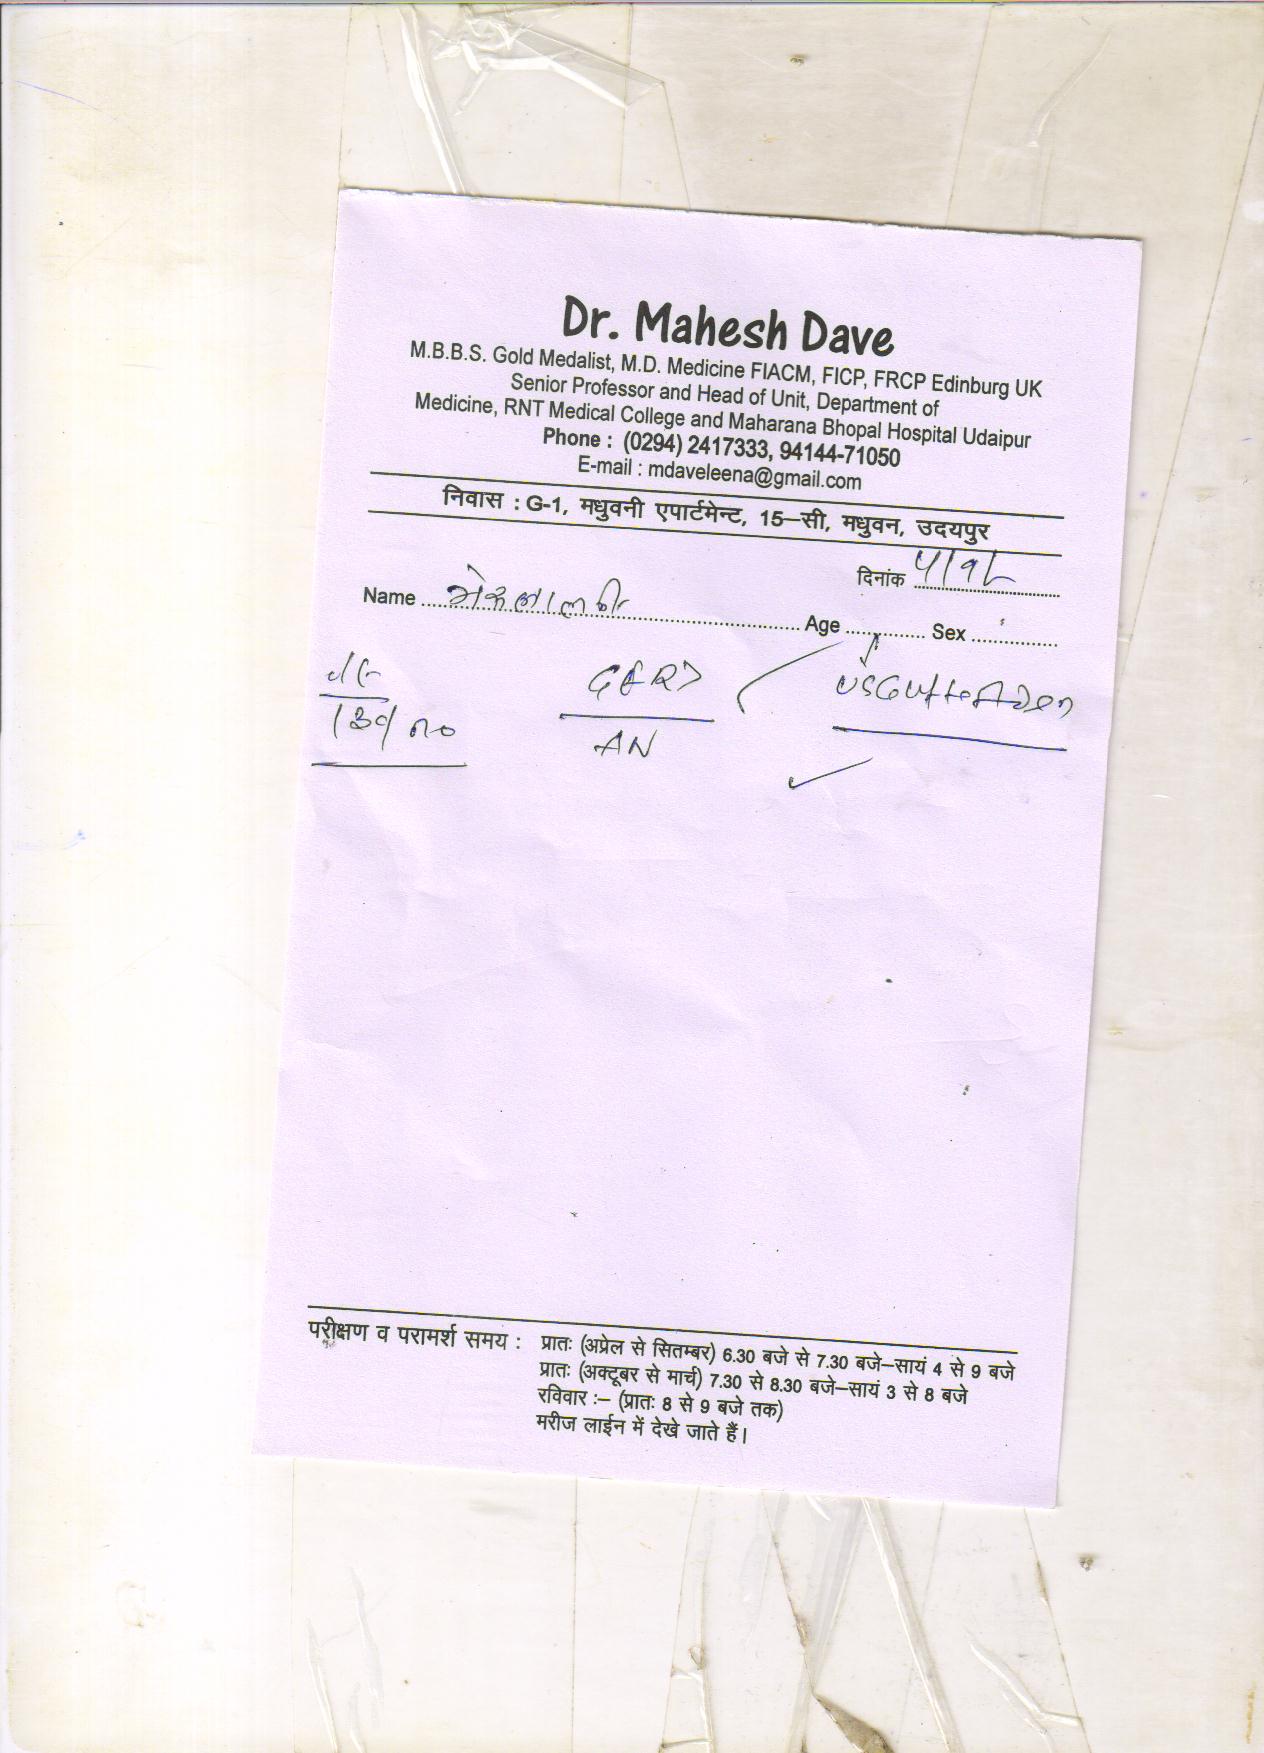 Dr. Mahesh Dave
M.B.B.S. Gold Medalist, M.D. Medicine FIACM, FICP, FRCP Edinburg UK
Senior Professor and Head of Unit, Department of
Medicine, RNT Medical College and Maharana Bhopal Hospital Udaipur
Phone : (0294) 2417333, 94144-71050
E-mail : mdaveleena@gmail.com
निवास : G-1, मधुवनी एपार्टमेन्ट, 15–सी, मधुवन, उदयपुर
दिनांक
Name Age Sex
GERD
AN
परीक्षण व परामर्श समय : प्रातः (अप्रेल से सितम्बर) 6.30 बजे से 7.30 बजे–सायं 4 से 9 बजे
प्रातः (अक्टूबर से मार्च) 7.30 से 8.30 बजे–सायं 3 से 8 बजे
रविवार :– (प्रातः 8 से 9 बजे तक)
मरीज लाईन में देखे जाते हैं।